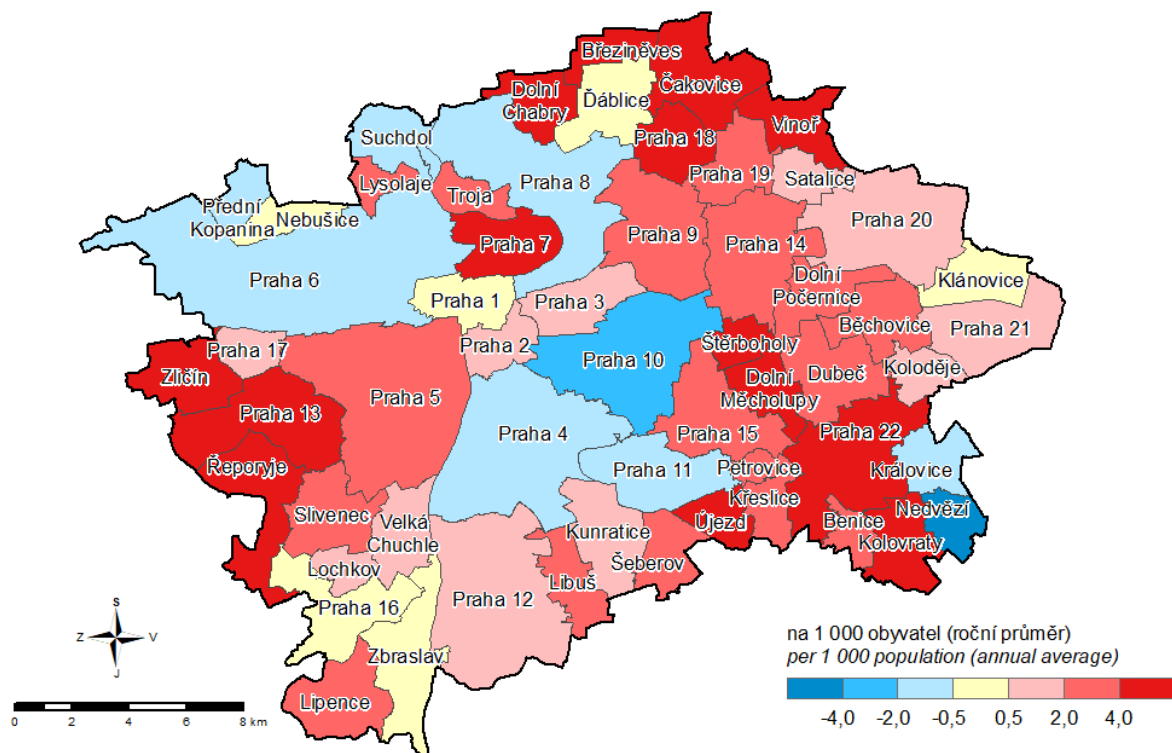 Březiněves
Dolní
Chabry
Ďáblice
Čakovice
Vinoř
Suchdol
Praha 18
Lysolaje
Troja
Praha 8
Praha 19
Satalice
Přední
Kopanina
Nebušice
Praha 7
Praha 9
Praha 14
Praha 20
Praha 6
Praha 1
Praha 3
Dolní
Počernice
Klánovice
Praha 17
Praha 2
Praha 10
Štěrboholy
Běchovice
Praha 21
Zličín
Praha 5
Dolní
Měcholupy
Dubeč
Koloděje
Praha 13
Praha 4
Praha 15
Praha 22
Řeporyje
Praha 11
Petrovice
Královice
Slivenec
Velká
Chuchle
Kunratice
Újezd
Křeslice
Benice
Nedvězí
Kolovraty
Lochkov
Šeberov
Libuš
Praha 16
Praha 12
Zbraslav
Lipence
S
Z V
J
0 2 4 6 8 km
na 1 000 obyvatel (roční průměr)
per 1 000 population (annual average)
-4,0 -2,0 -0,5 0,5 2,0 4,0